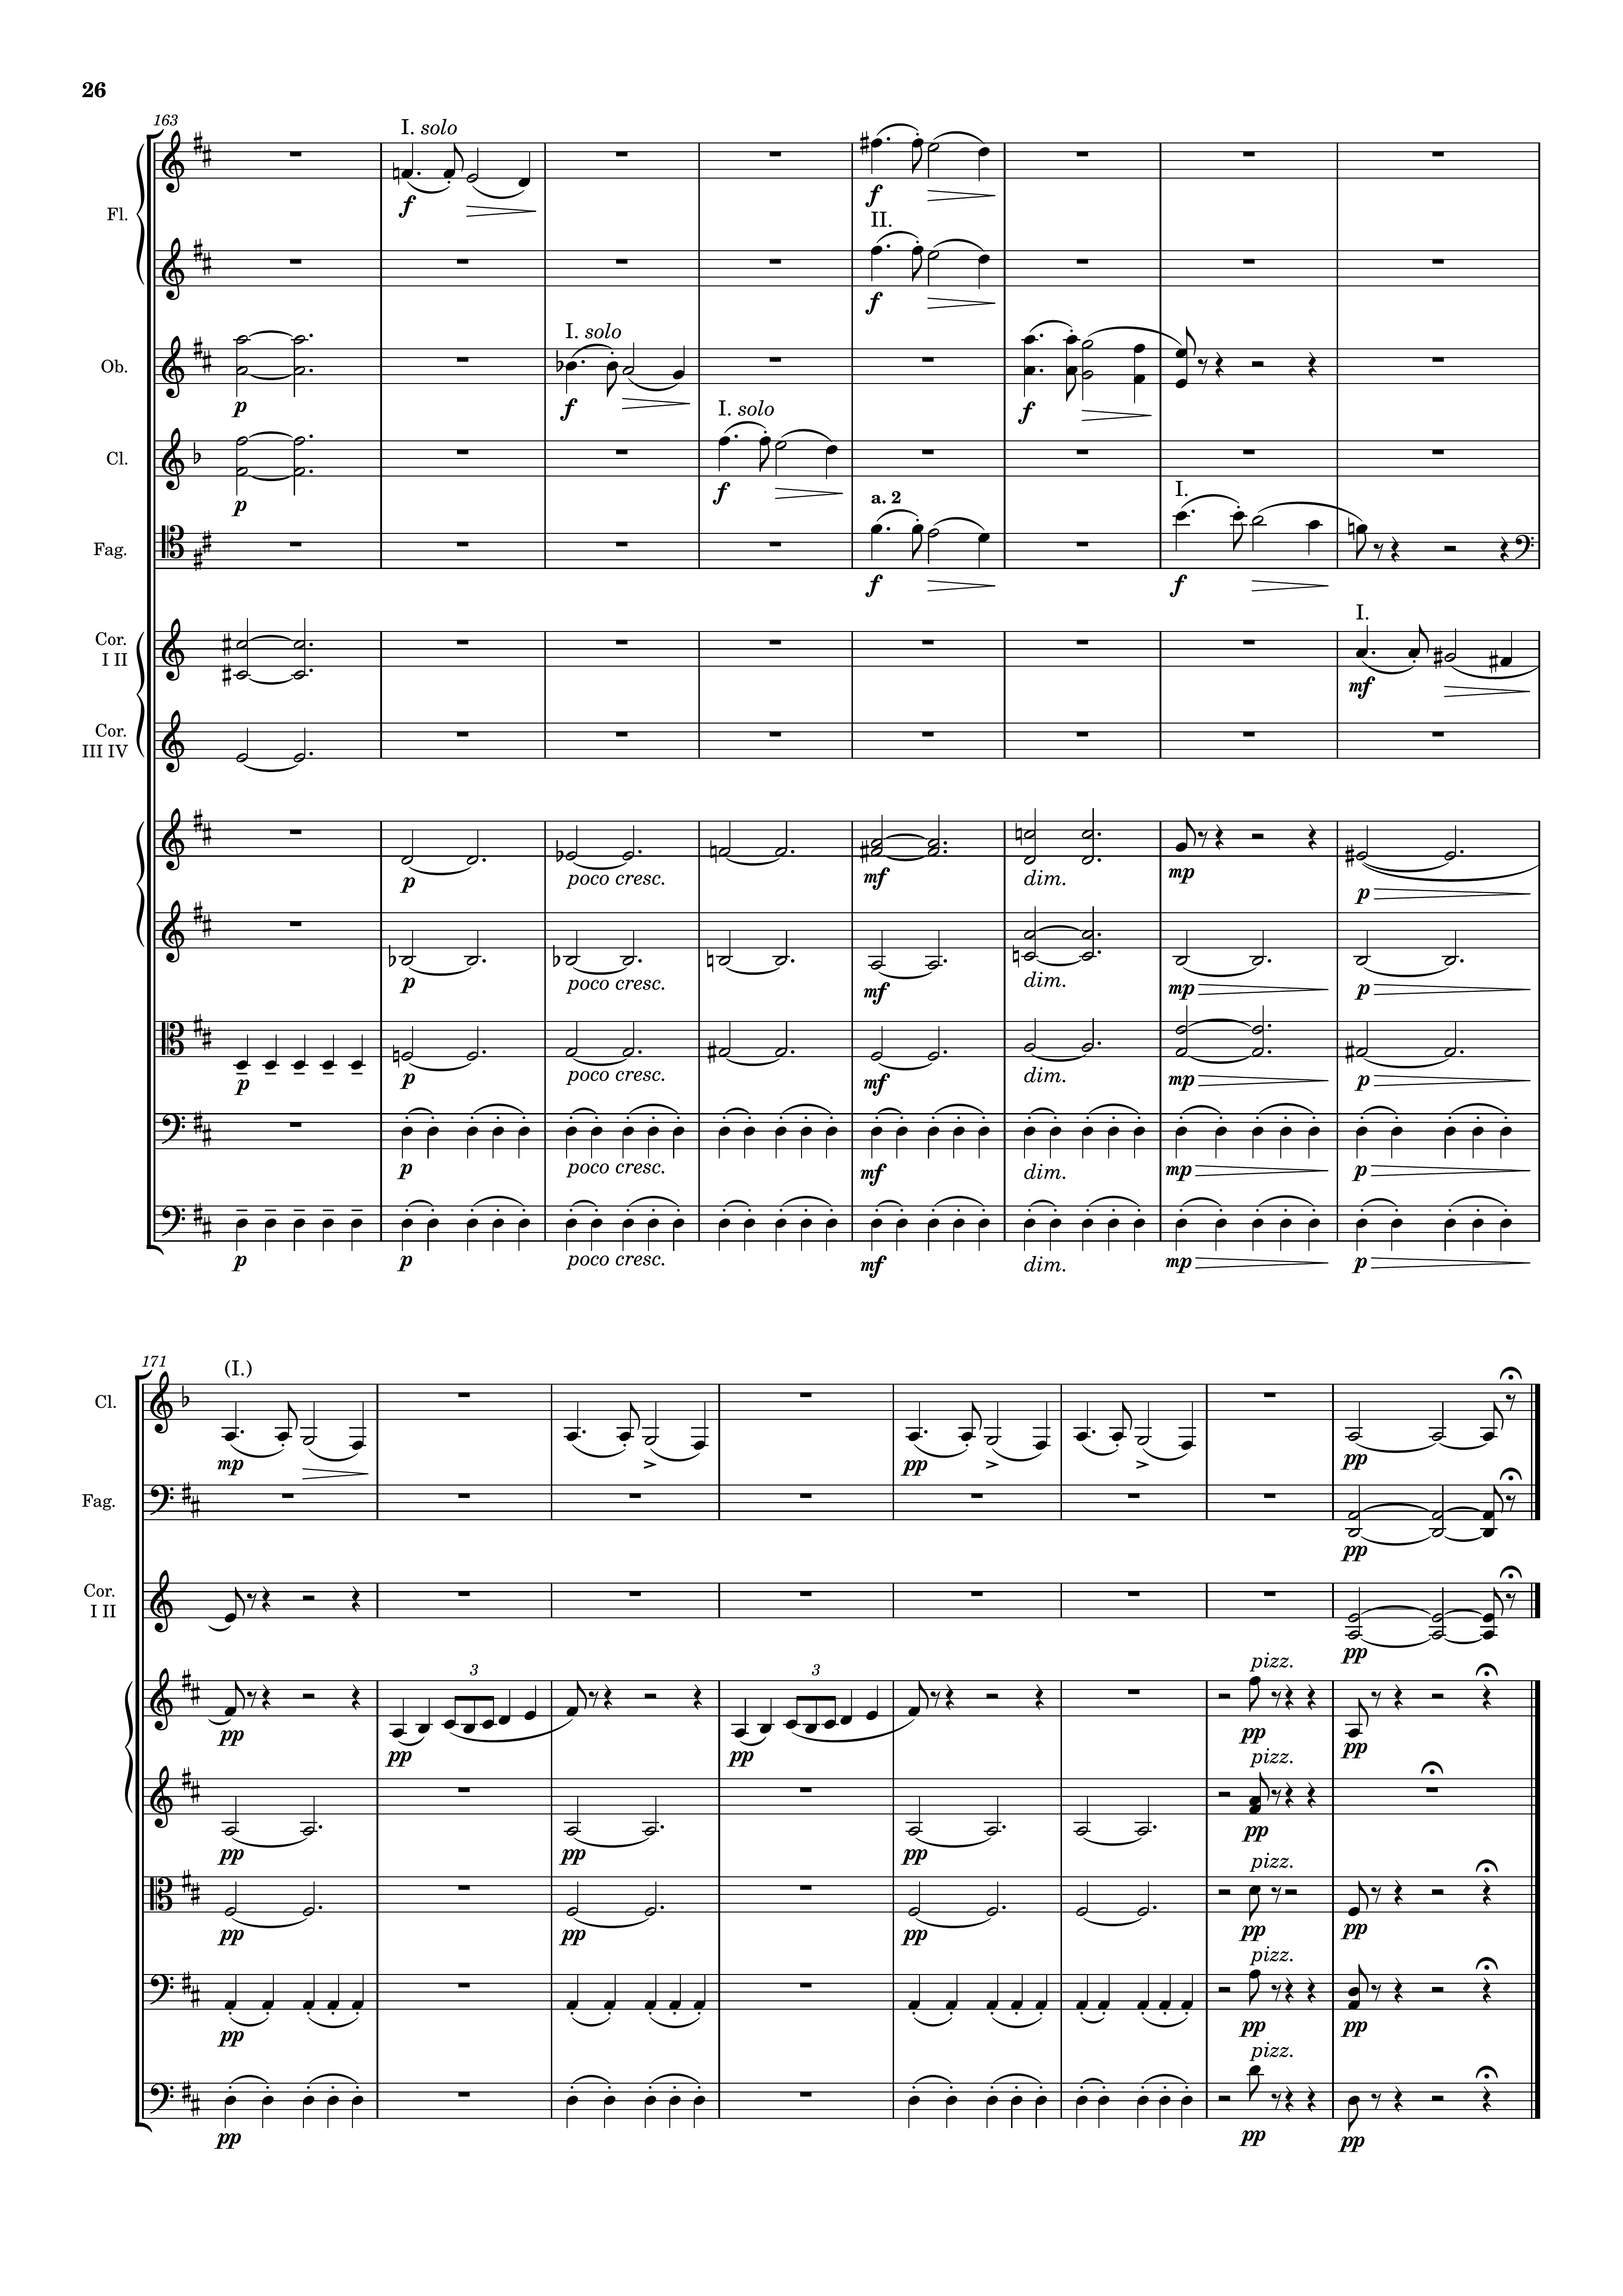 26
163
I. solo
Fl.
f
f
II.
f
I. solo
Ob.
p
f
f
I. solo
Cl.
p
f
a. 2
I.
Fag.
f
f
I.
Cor.
I II
mf
Cor.
III IV
p
poco cresc.
mf
dim.
mp
p
p
poco cresc.
mf
dim.
mp
p
p
p
poco cresc.
mf
dim.
mp
p
p
poco cresc.
mf
dim.
mp
p
p
p
poco cresc.
mf
dim.
mp
p
171
(I.)
Cl.
mp
pp
pp
Fag.
pp
Cor.
I II
pp
3
3
pizz.
pp
pp
pp
pp
pp
pizz.
pp
pp
pp
pp
pizz.
pp
pp
pp
pp
pp
pizz.
pp
pp
pp
pizz.
pp
pp
pp